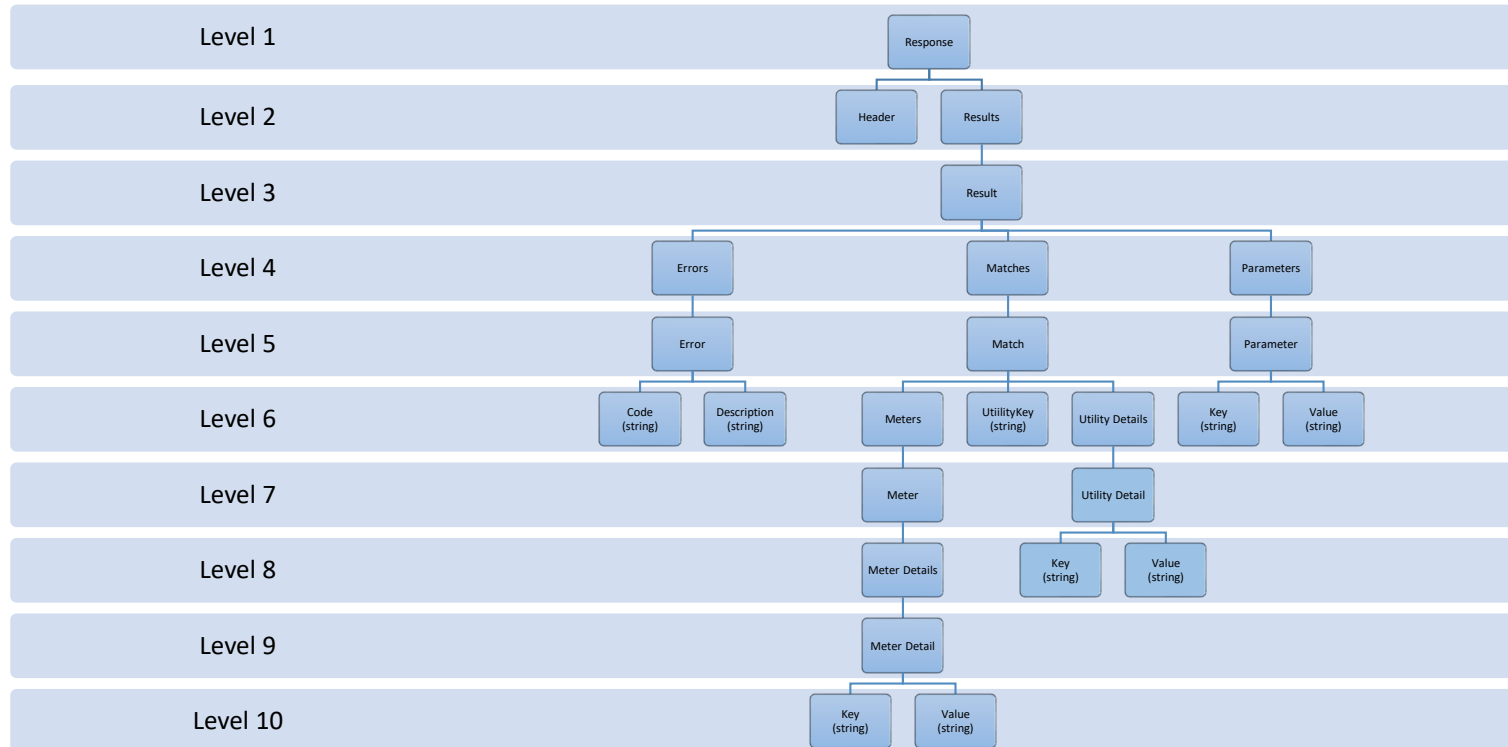 Level 1
Response
Level 2
Header
Results
Level 3
Result
Level 4
Errors
Matches
Parameters
Level 5
Error
Match
Parameter
Level 6
Code
(string)
Description
(string)
Meters
UtiilityKey
(string)
Utility Details
Key
(string)
Value
(string)
Level 7
Meter
Utility Detail
Level 8
Meter Details
Key
(string)
Value
(string)
Level 9
Meter Detail
Level 10
Key
(string)
Value
(string)